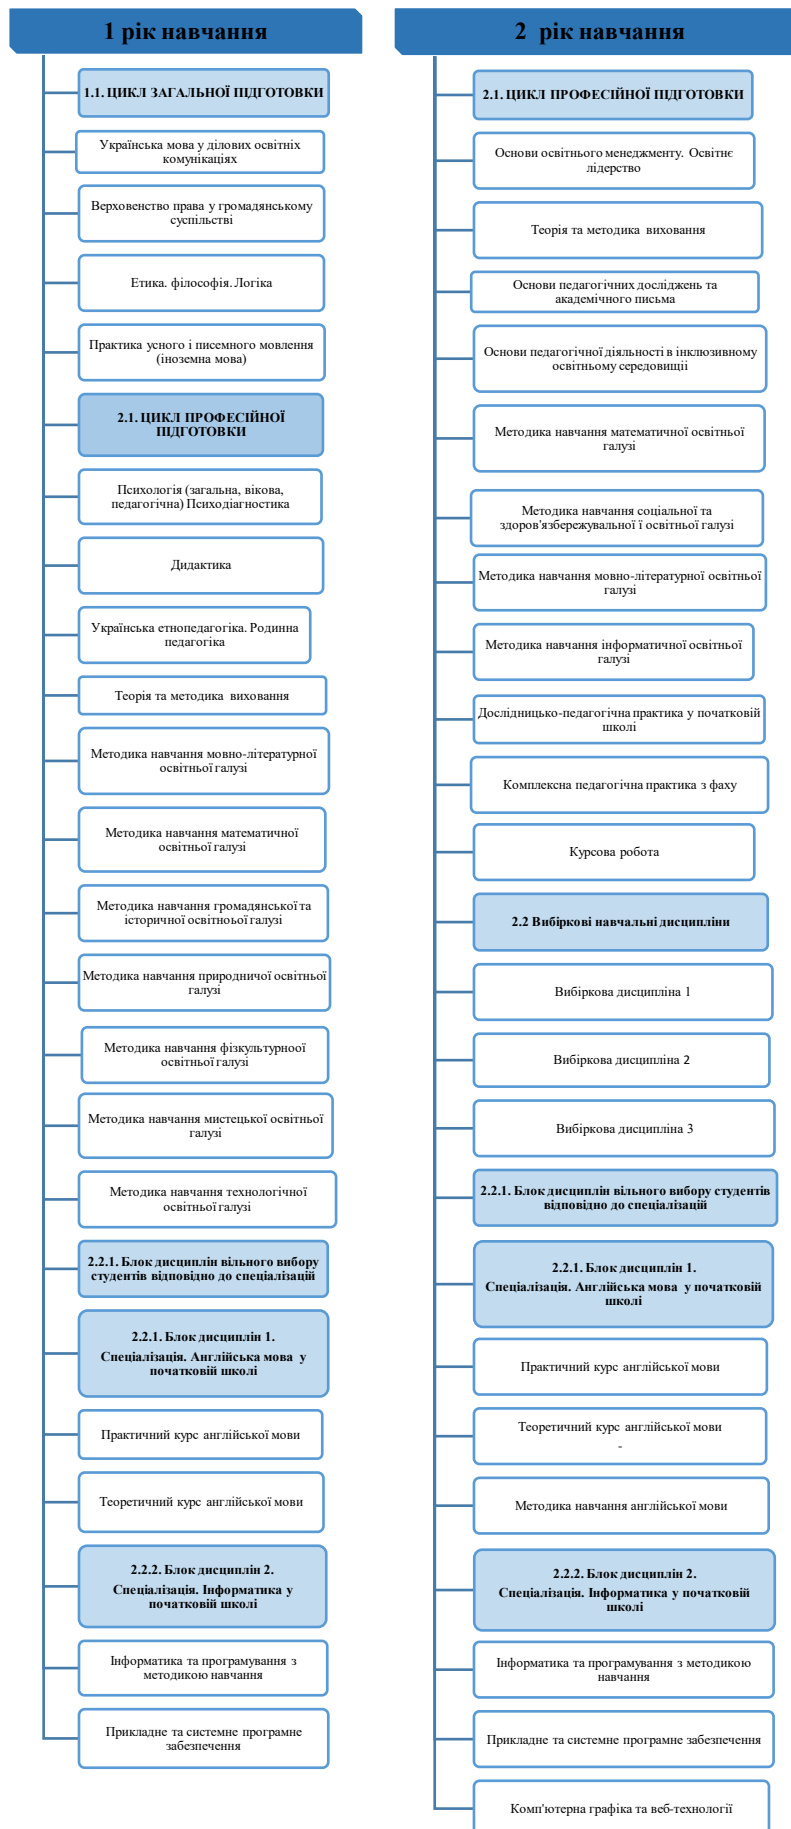 1 рік навчання
1.1. ЦИКЛ ЗАГАЛЬНОЇ ПІДГОТОВКИ
Українська мова у ділових освітніх
комунікаціях
Верховенство права у громадянському
суспільстві
Етика. філософія. Логіка
Практика усного і писемного мовлення
(іноземна мова)
2.1. ЦИКЛ ПРОФЕСІЙНОЇ
ПІДГОТОВКИ
Психологія (загальна, вікова,
педагогічна) Психодіагностика
Дидактика
Українська етнопедагогіка. Родинна
педагогіка
Теорія та методика виховання
Методика навчання мовно-літературної
освітньої галузі
Методика навчання математичної
освітньої галузі
Методика навчання громадянської та
історичної освітноьої галузі
Методика навчання природничої освітньої
галузі
Методика навчання фізкультурноої
освітньої галузі
Методика навчання мистецької освітньої
галузі
Методика навчання технологічної
освітньої галузі
2.2.1. Блок дисциплін вільного вибору
студентів відповідно до спеціалізацій
2.2.1. Блок дисциплін 1.
Спеціалізація. Англійська мова у
початковій школі
Практичний курс англійської мови
Теоретичний курс англійської мови
2.2.2. Блок дисциплін 2.
Спеціалізація. Інформатика у
початковій школі
Інформатика та програмування з
методикою навчання
Прикладне та системне програмне
забезпечення
2 рік навчання
2.1. ЦИКЛ ПРОФЕСІЙНОЇ ПІДГОТОВКИ
Основи освітнього менеджменту. Освітнє
лідерство
Теорія та методика виховання
Основи педагогічних досліджень та
академічного письма
Основи педагогічної діяльності в інклюзивному
освітньому середовищіі
Методика навчання математичної освітньої
галузі
Методика навчання соціальної та
здоров'язбережувальної ї освітньої галузі
Методика навчання мовно-літературної освітньої
галузі
Методика навчання інформатичної освітньої
галузі
Дослідницько-педагогічна практика у початковій
школі
Комплексна педагогічна практика з фаху
Курсова робота
2.2 Вибіркові навчальні дисципліни
Вибіркова дисципліна 1
Вибіркова дисципліна 2
Вибіркова дисципліна 3
2.2.1. Блок дисциплін вільного вибору студентів
відповідно до спеціалізацій
2.2.1. Блок дисциплін 1.
Спеціалізація. Англійська мова у початковій
школі
Практичний курс англійської мови
Теоретичний курс англійської мови
-
Методика навчання англійської мови
2.2.2. Блок дисциплін 2.
Спеціалізація. Інформатика у початковій
школі
Інформатика та програмування з методикою
навчання
Прикладне та системне програмне забезпечення
Комп'ютерна графіка та веб-технології